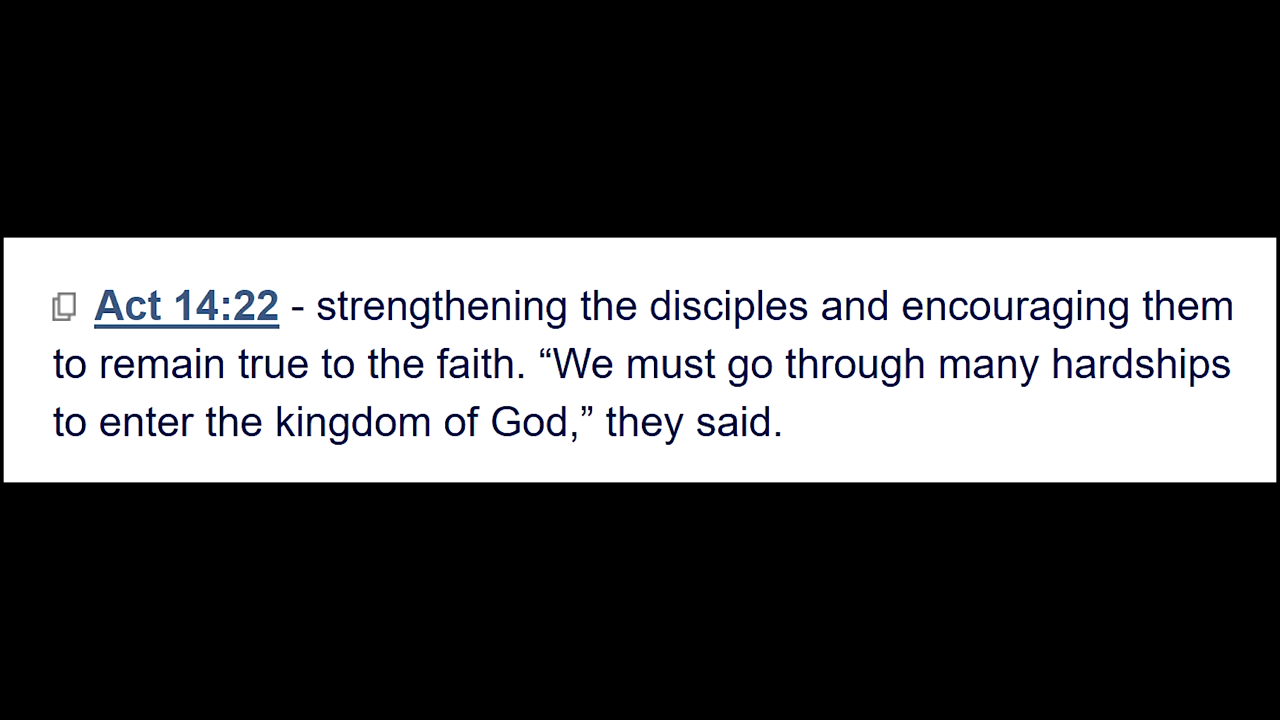 Act 14:22 - strengthening the disciples and encouraging them
to remain true to the faith. “We must go through many hardships
to enter the kingdom of God,” they said.